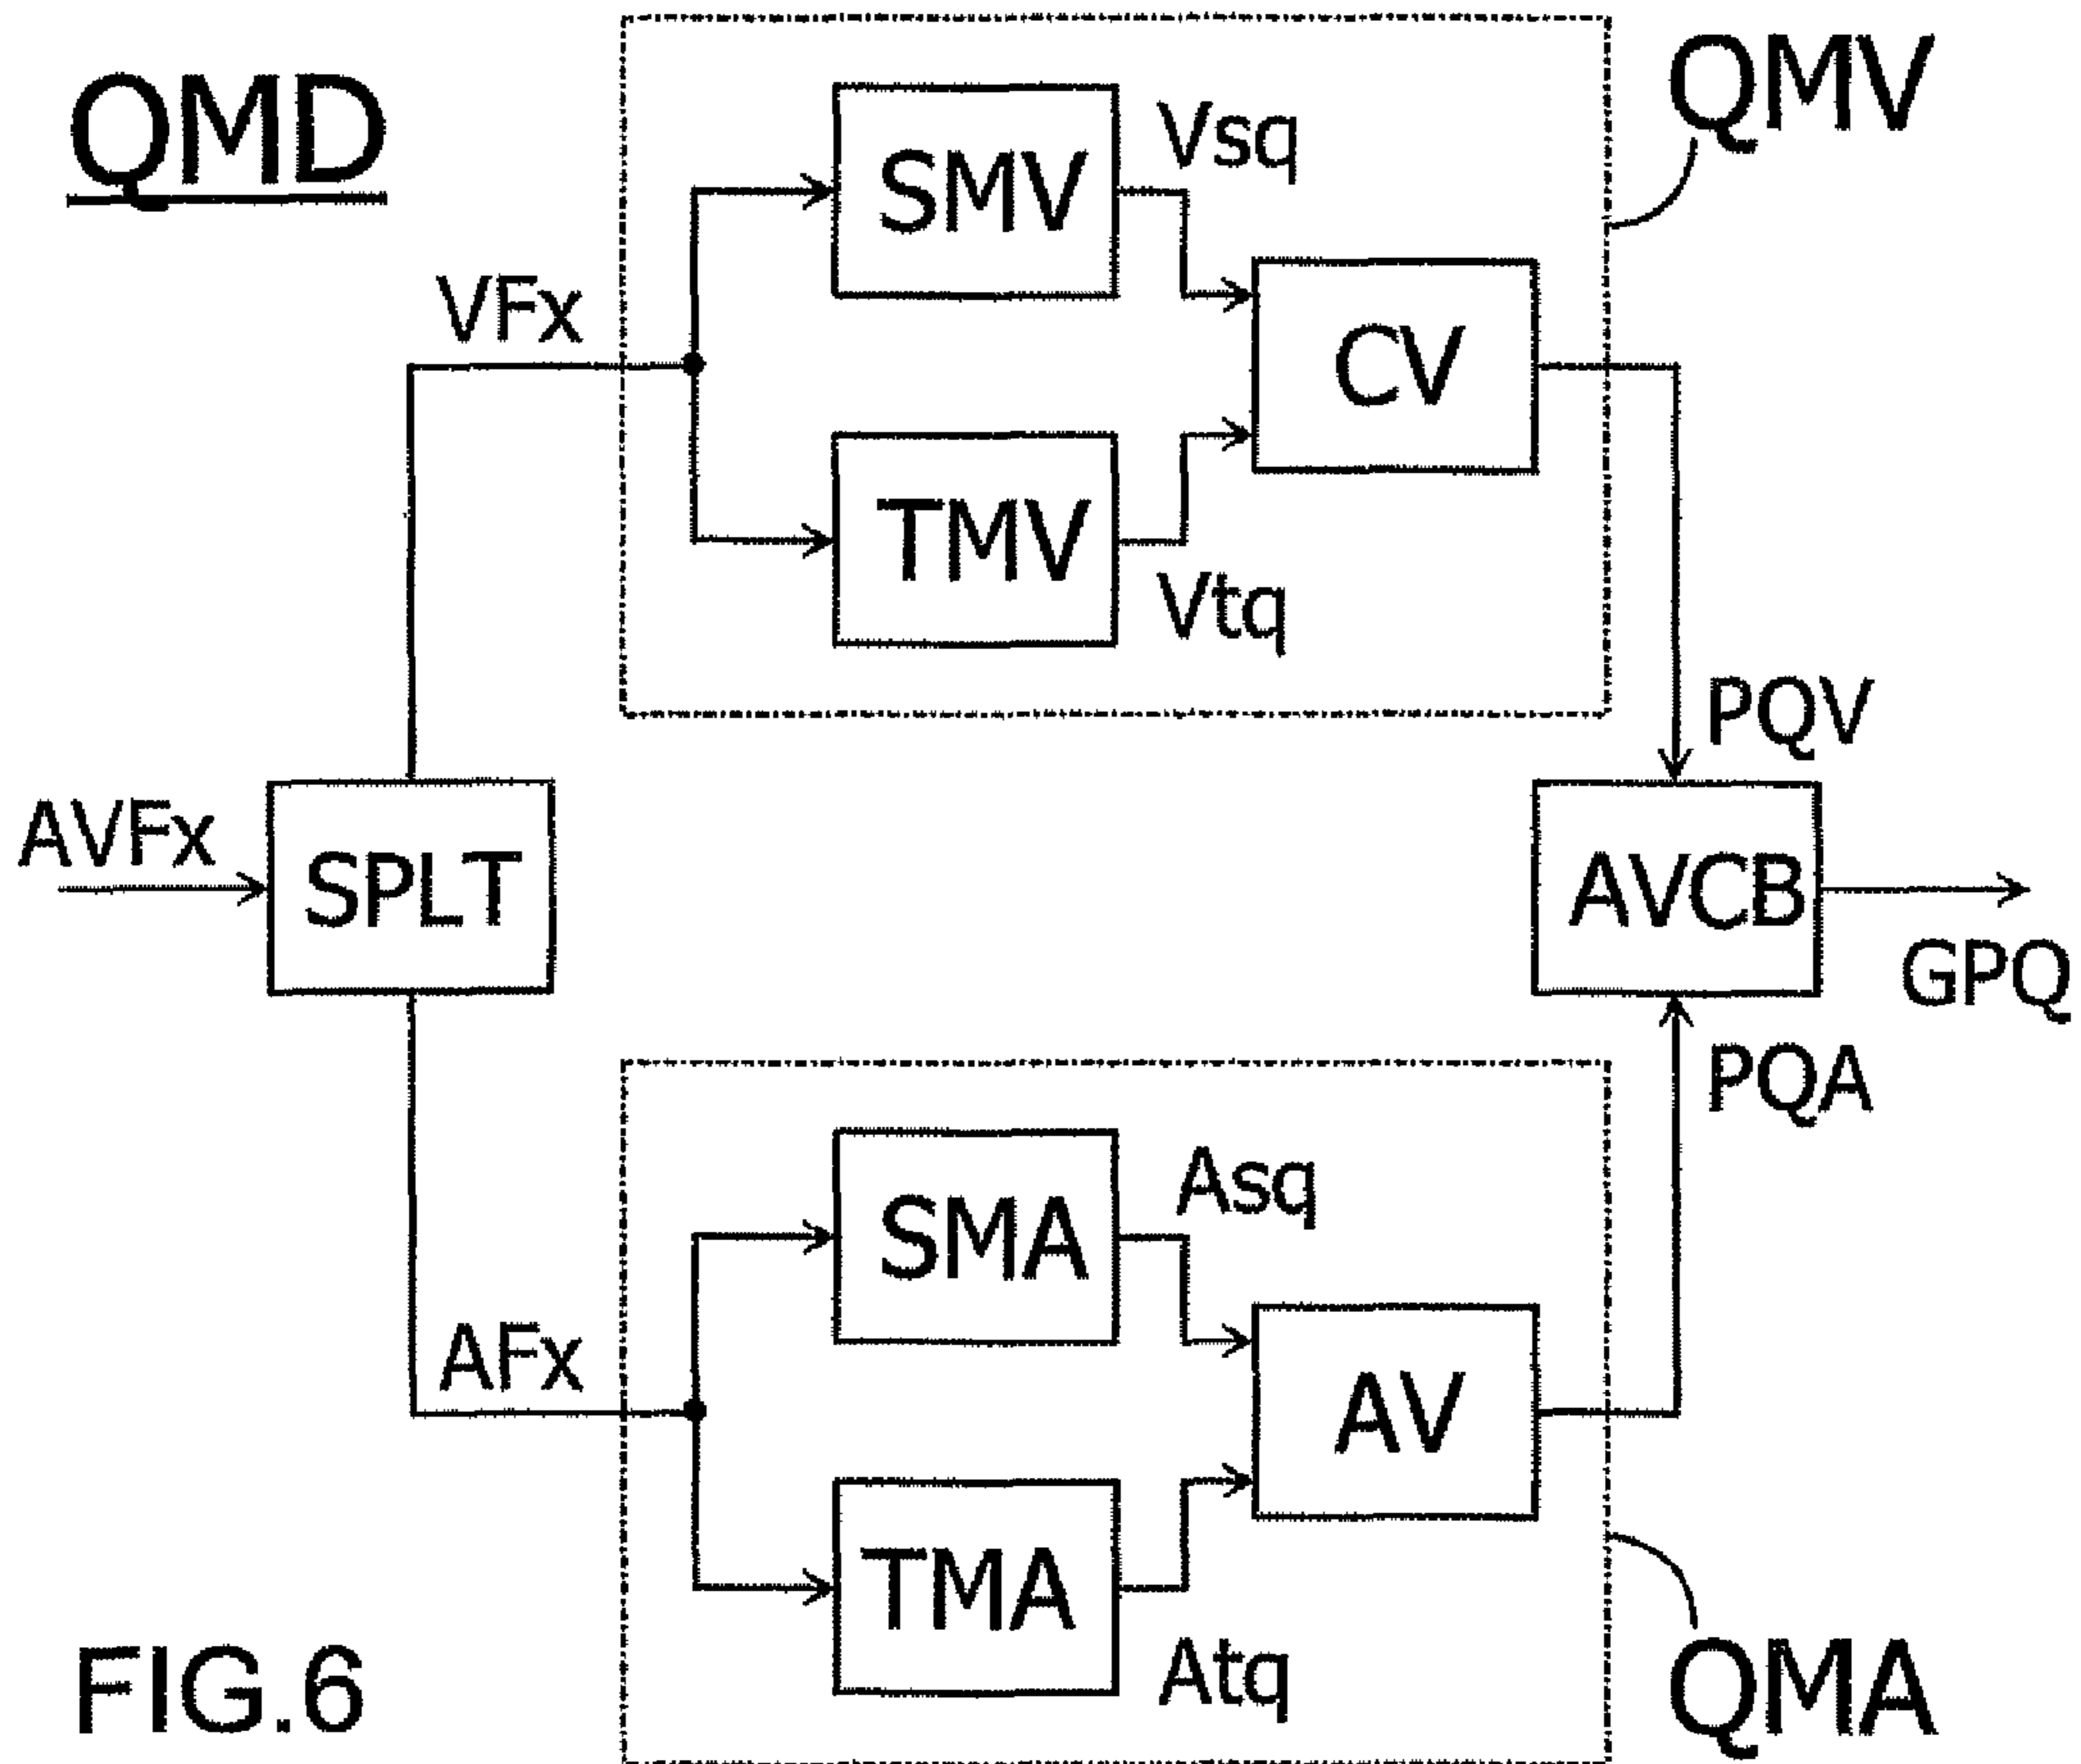 QMD
QMV
SMV
Vsq
VFx
CV
TMV
Vtq
PQV
AVFx
SPLT
AVCB
GPQ
PQA
SMA
Asq
AFx
AV
TMA
Atq
QMA
FIG.6